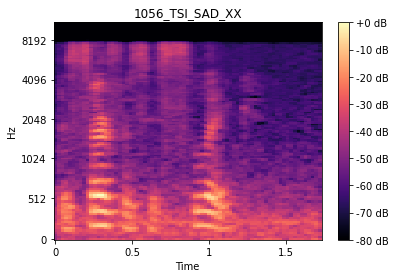 1056_TSI_SAD_XX
+0 dB
8192
-10 dB
4096
-20 dB
-30 dB
2048
Hz
-40 dB
1024
-50 dB
512
-60 dB
-70 dB
0
-80 dB
0
0.5
1
1.5
Time